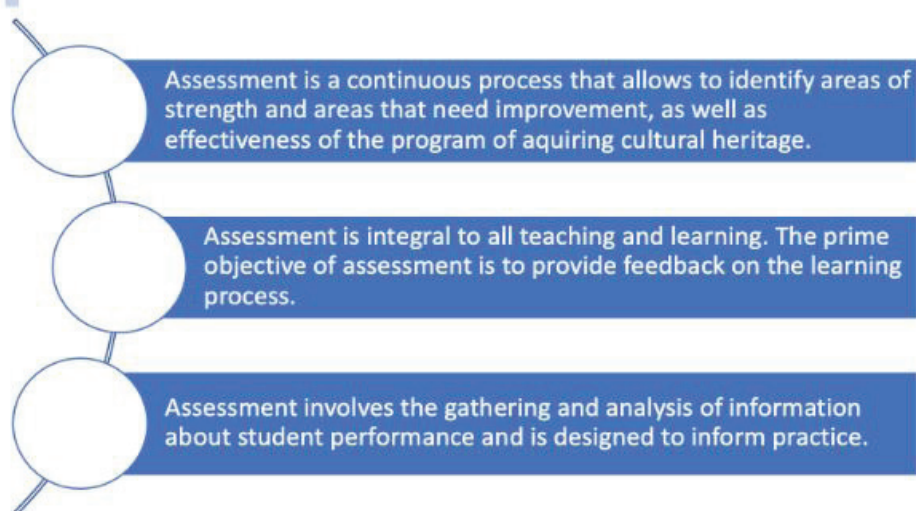 Assessment is a continuous process that allows to identify areas of
strength and areas that need improvement, as well as
effectiveness of the program of aquiring cultural heritage.
Assessment is integral to all teaching and learning. The prime
objective of assessment is to provide feedback on the learning
process.
Assessment involves the gathering and analysis of information
about student performance and is designed to inform practice.